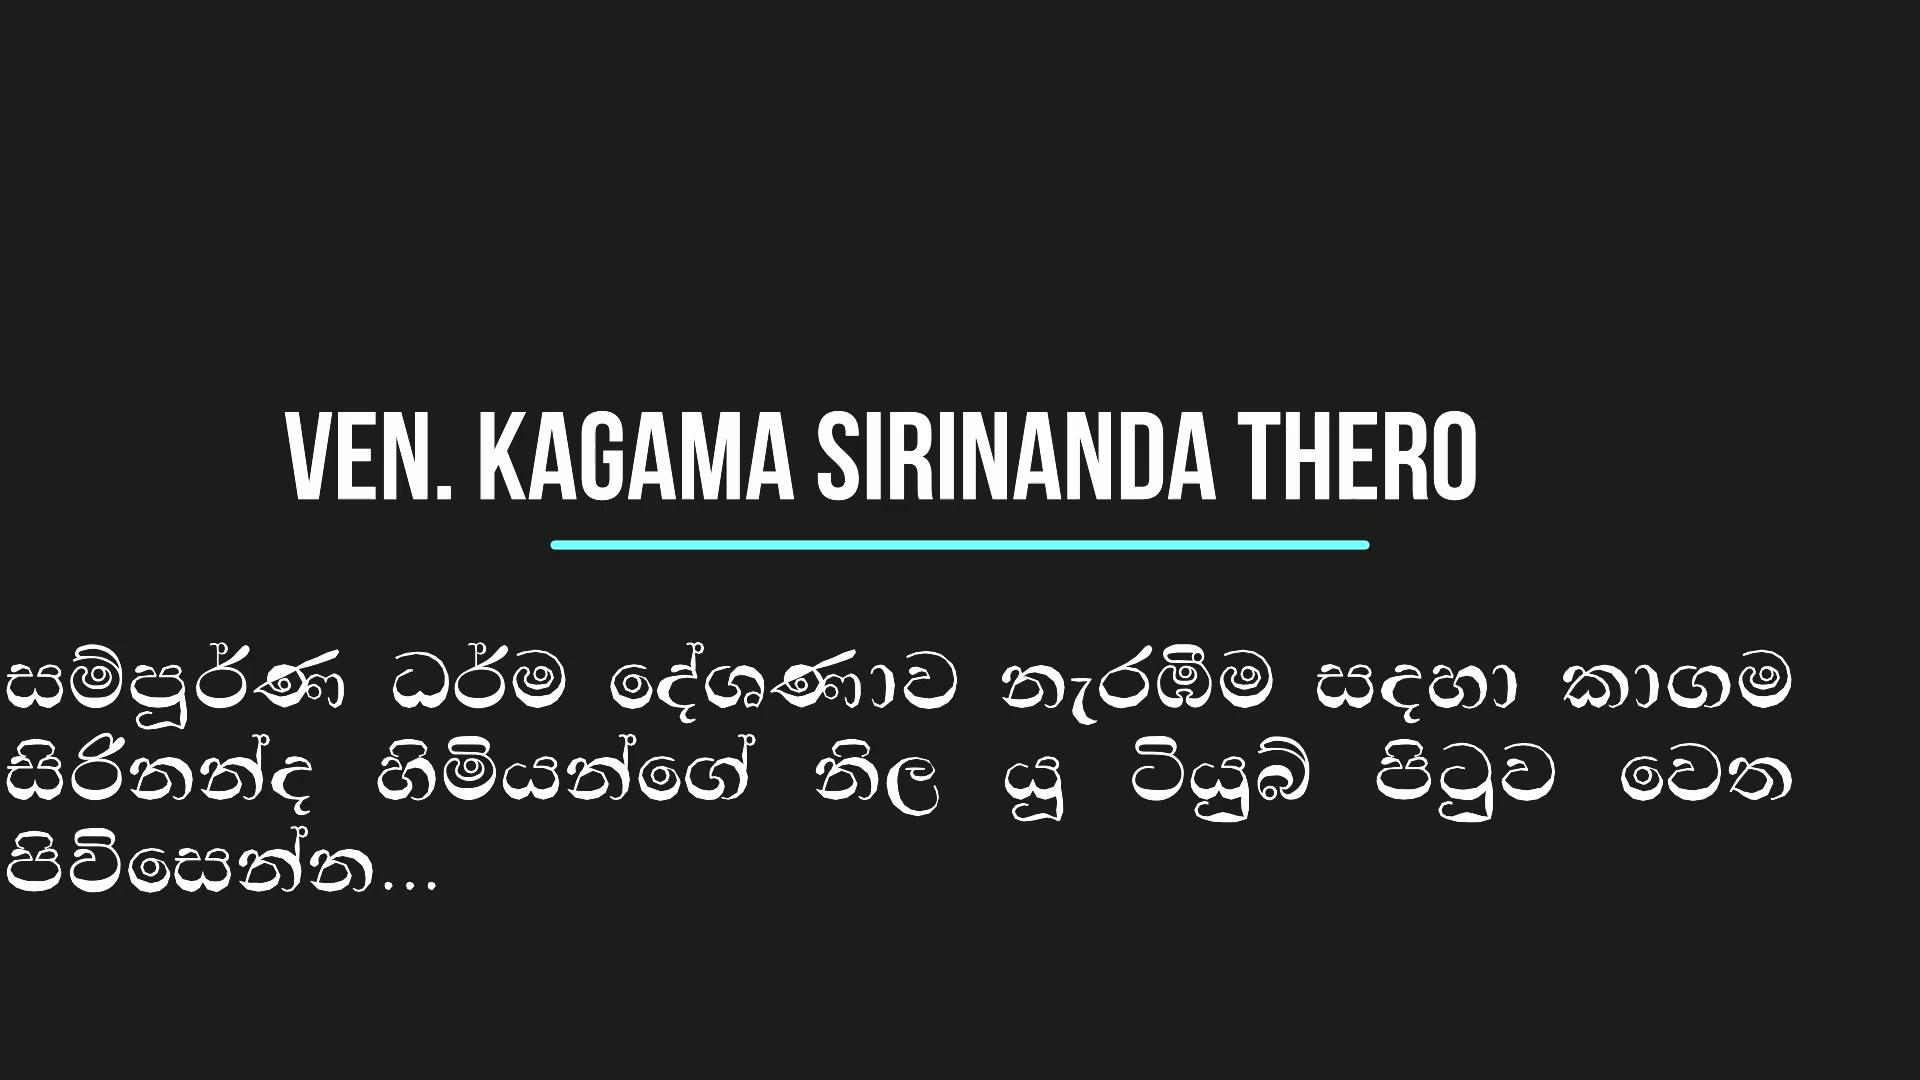 VEN. KAGAMA SIRINANDA THERO
සම්පූර්ණ ධර්ම දේශණාව නැරඹීම සදහා කාගම
සිරිනන්ද හිමියන්ගේ නිල යූ ටියුබ් පිටුව වෙත
පිවිසෙන්න...